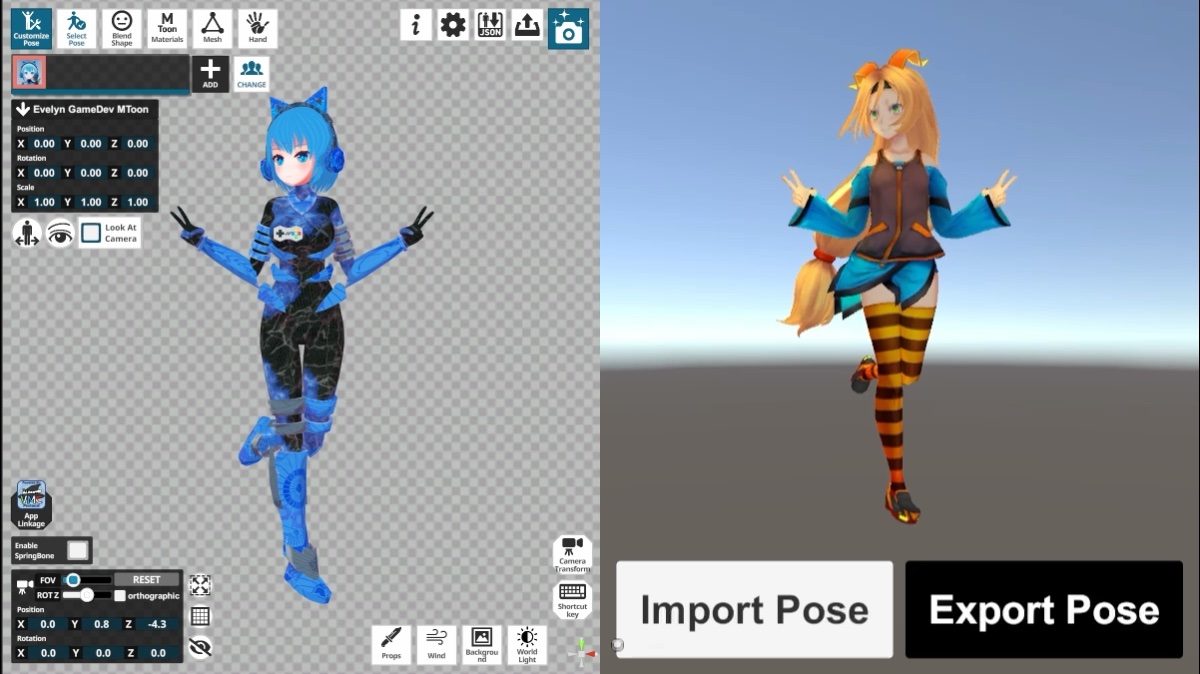 Customize
Pose
Select
Pose
Blend
Shape
M
Toon
Materials
Mesh
Hand
JSON
ADD
CHANGE
Evelyn GameDev MToon
Position
X 0.00 Y 0.00 Z 0.00
Rotation
X 0.00 Y 0.00 Z 0.00
Scale
X 1.00 Y 1.00 Z 1.00
Look At
Camera
App
Linkage
Enable
SpringBone
FOV
RESET
ROT Z
orthographic
Position
X 0.0 Y 0.8 Z -4.3
Rotation
X 0.0 Y 0.0 Z 0.0
Camera
Transform
Shortcut
key
Props
Wind
Backgrou
nd
World
Light
Import Pose
Export Pose